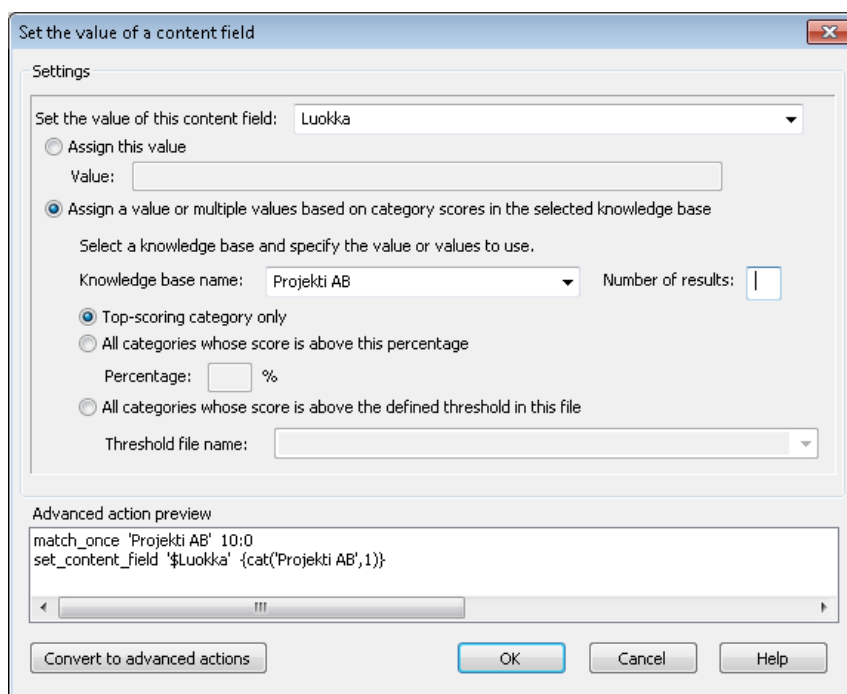 Set the value of a content field
Settings
Set the value of this content field: Luokka
Assign this value
Value:
Assign a value or multiple values based on category scores in the selected knowledge base
Select a knowledge base and specify the value or values to use.
Knowledge base name: Projekti AB Number of results:
Top-scoring category only
All categories whose score is above this percentage
Percentage: %
All categories whose score is above the defined threshold in this file
Threshold file name:
Advanced action preview
match_once 'Projekti AB' 10:0
set_content_field '$Luokka' {cat('Projekti AB',1)}
Convert to advanced actions OK Cancel Help